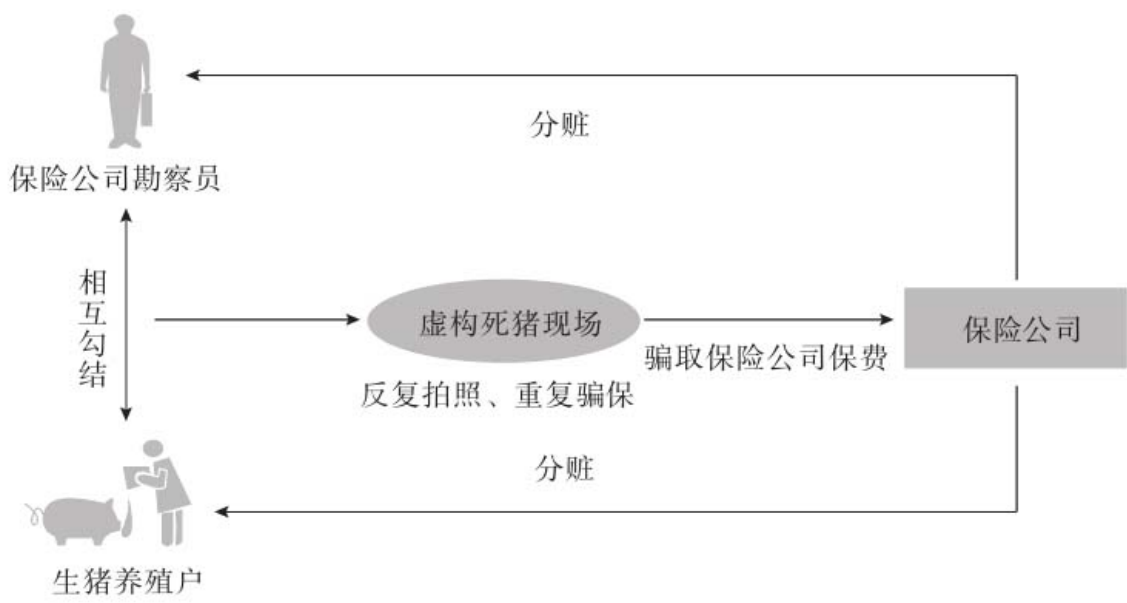 分赃
保险公司勘察员
相互勾结
虚构死猪现场
保险公司
骗取保险公司保费
反复拍照、重复骗保
分赃
生猪养殖户